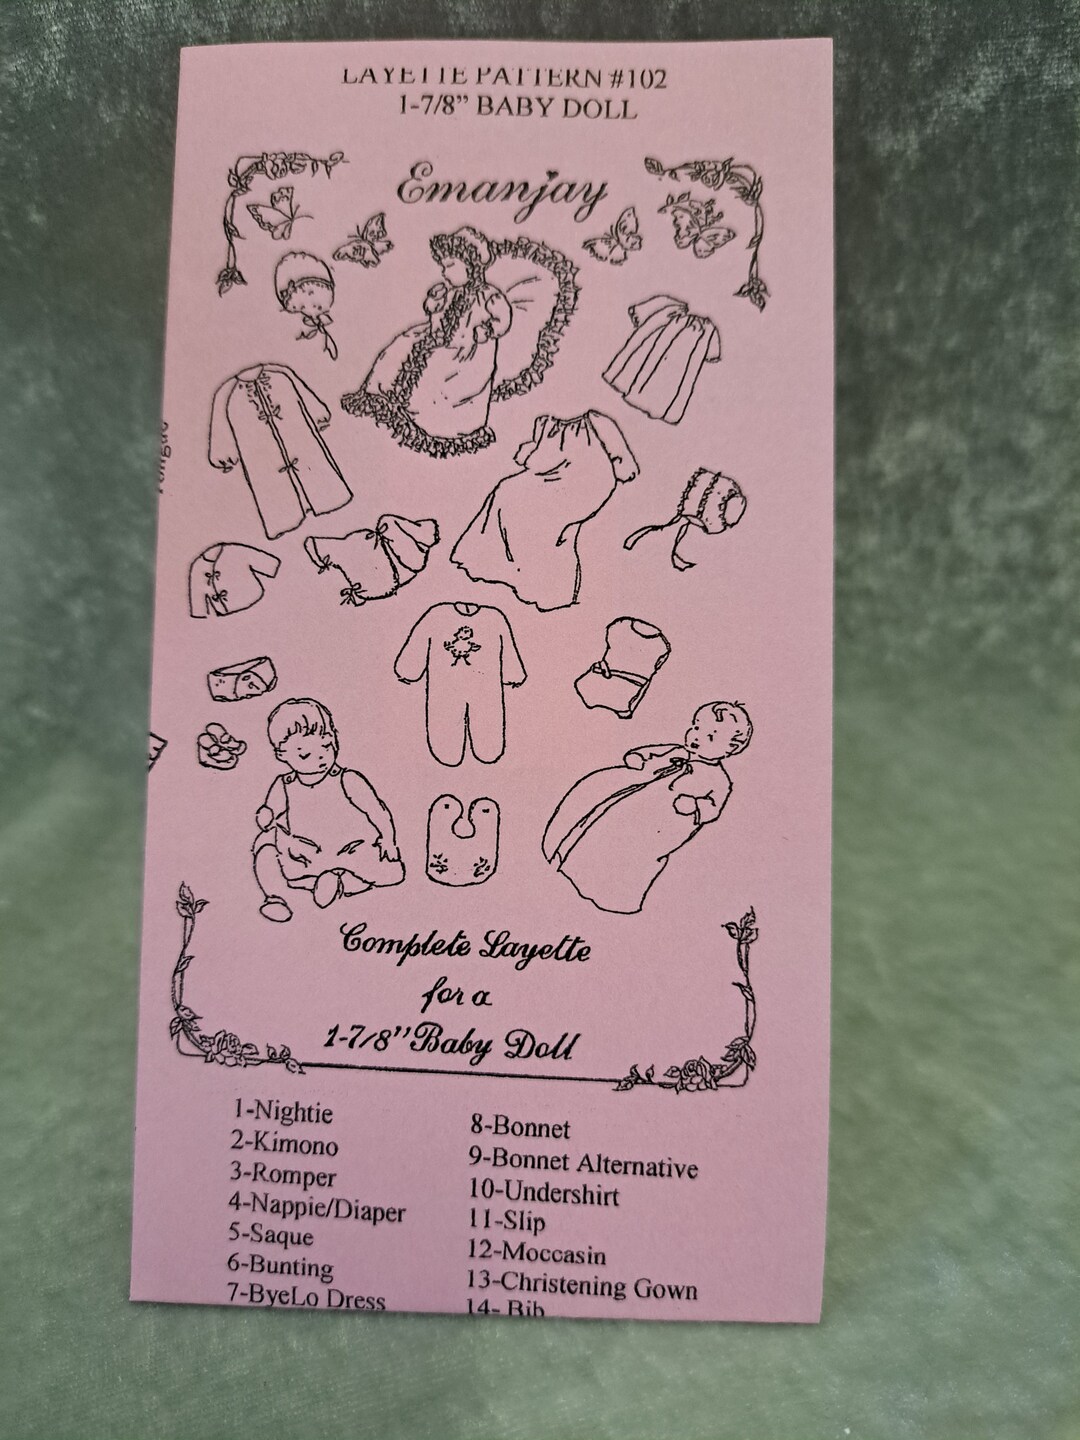 LAYETTE PATTERN #102
1-7/8" BABY DOLL
Emanjay
Tongue
Complete Layette
for a
1-7/8" Baby Doll
1-Nightie
2-Kimono
3-Romper
4-Nappie/Diaper
5-Saque
6-Bunting
7-ByeLo Dress
8-Bonnet
9-Bonnet Alternative
10-Undershirt
11-Slip
12-Moccasin
13-Christening Gown
14- Bib